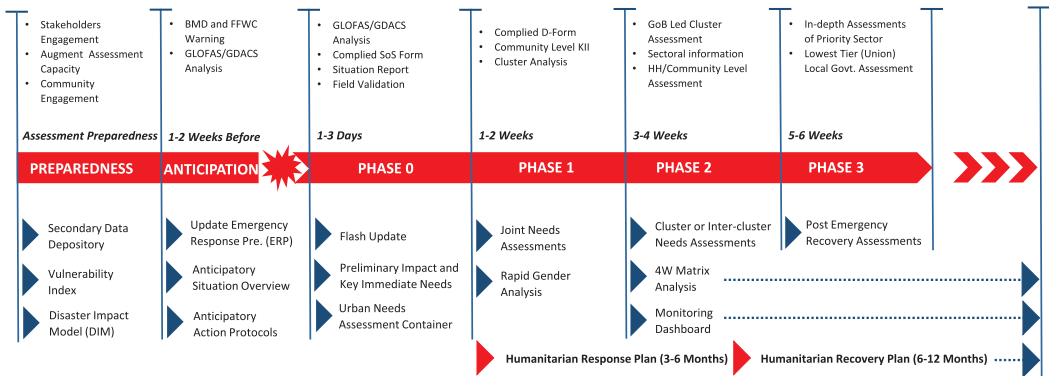 • Stakeholders
Engagement
• Augment Assessment
Capacity
• Community
Engagement
• BMD and FFWC
Warning
• GLOFAS/GDACS
Analysis
• GLOFAS/GDACS
Analysis
• Complied SoS Form
• Situation Report
• Field Validation
• Complied D-Form
• Community Level KII
• Cluster Analysis
• GoB Led Cluster
Assessment
• Sectoral information
• HH/Community Level
Assessment
• In-depth Assessments
of Priority Sector
• Lowest Tier (Union)
Local Govt. Assessment
Assessment Preparedness
1-2 Weeks Before
1-3 Days
1-2 Weeks
3-4 Weeks
5-6 Weeks
PREPAREDNESS
ANTICIPATION
PHASE 0
PHASE 1
PHASE 2
PHASE 3
Secondary Data
Depository
Vulnerability
Index
Disaster Impact
Model (DIM)
Update Emergency
Response Pre. (ERP)
Anticipatory
Situation Overview
Anticipatory
Action Protocols
Flash Update
Preliminary Impact and
Key Immediate Needs
Urban Needs
Assessment Container
Joint Needs
Assessments
Rapid Gender
Analysis
Cluster or Inter-cluster
Needs Assessments
4W Matrix
Analysis
Monitoring
Dashboard
Post Emergency
Recovery Assessments
Humanitarian Response Plan (3-6 Months)
Humanitarian Recovery Plan (6-12 Months)